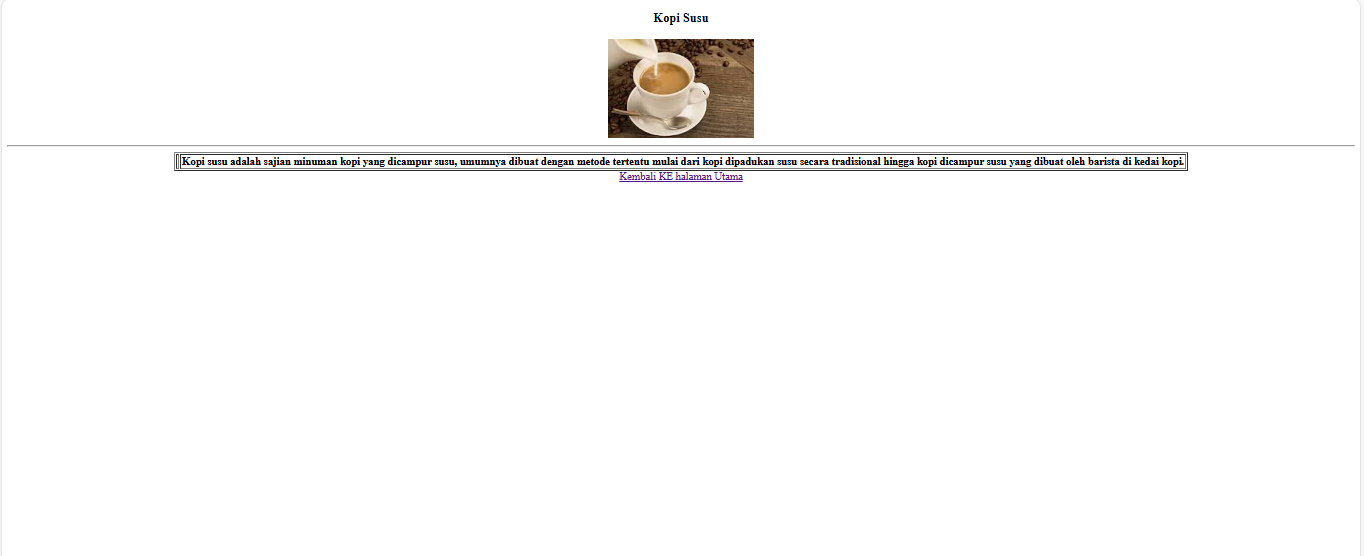 Kopi Susu
Kopi susu adalah sajian minuman kopi yang dicampur susu, umumnya dibuat dengan metode tertentu mulai dari kopi dipadukan susu secara tradisional hingga kopi dicampur susu yang dibuat oleh barista di kedai kopi.
Kembali KE halaman Utama